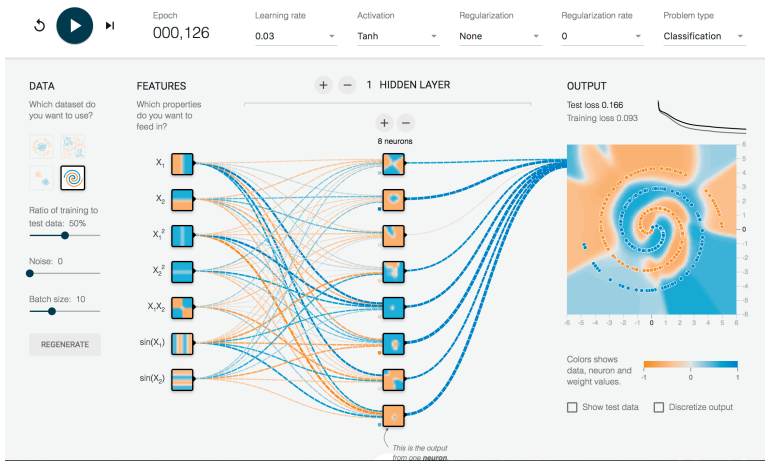 Epoch
000,126
Learning rate
0.03
Activation
Tanh
Regularization
None
Regularization rate
0
Problem type
Classification
DATA
Which dataset do
you want to use?
Ratio of training to
test data: 50%
Noise: 0
Batch size: 10
REGENERATE
FEATURES
Which properties
do you want to
feed in?
X₁
X₂
X₁²
X₂²
X₁X₂
sin(X₁)
sin(X₂)
+ − 1 HIDDEN LAYER
+ −
8 neurons
This is the output
from one neuron.
OUTPUT
Test loss 0.166
Training loss 0.093
6
5
4
3
2
1
0
-1
-2
-3
-4
-5
-6
-6 -5 -4 -3 -2 -1 0 1 2 3 4 5 6
Colors shows
data, neuron and
weight values.
-1 0 1
Show test data
Discretize output